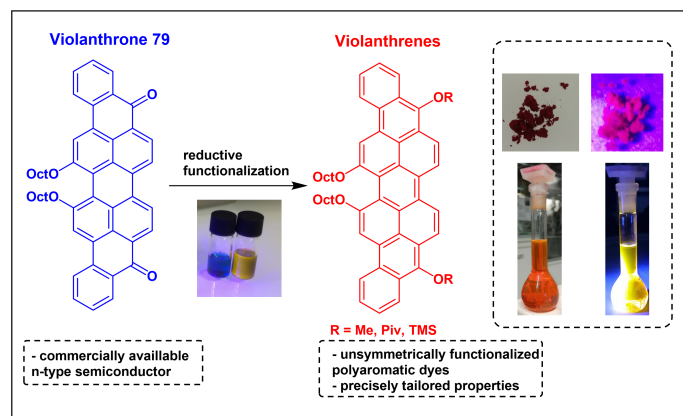 Violanthrone 79
Violanthrenes
O
OctO
OctO
O
reductive
functionalization
OR
OctO
OctO
OR
R = Me, Piv, TMS
- commercially availlable
n-type semiconductor
- unsymmetrically functionalized
polyaromatic dyes
- precisely tailored properties